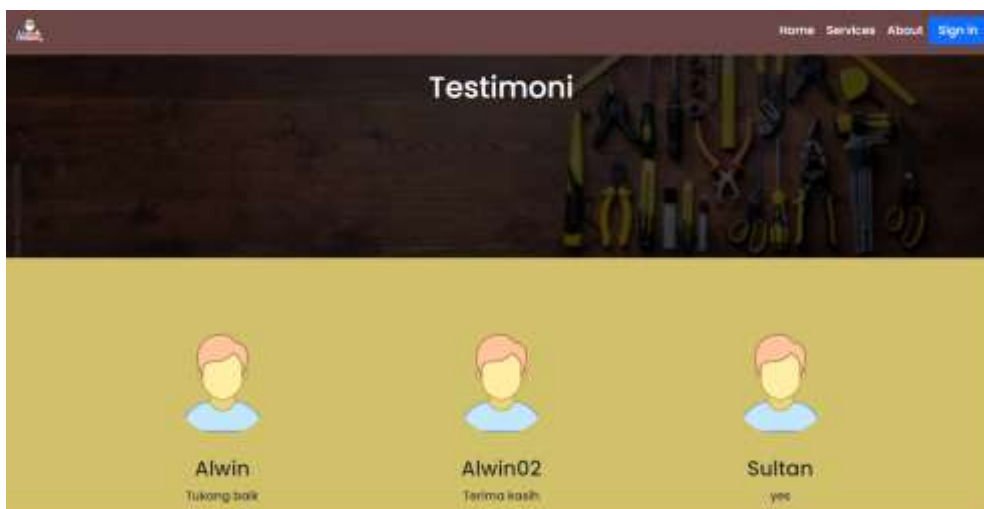 Home Services About Sign in
Testimoni
Alwin Alwin02 Sultan
Tukang baik Terima kasih yes